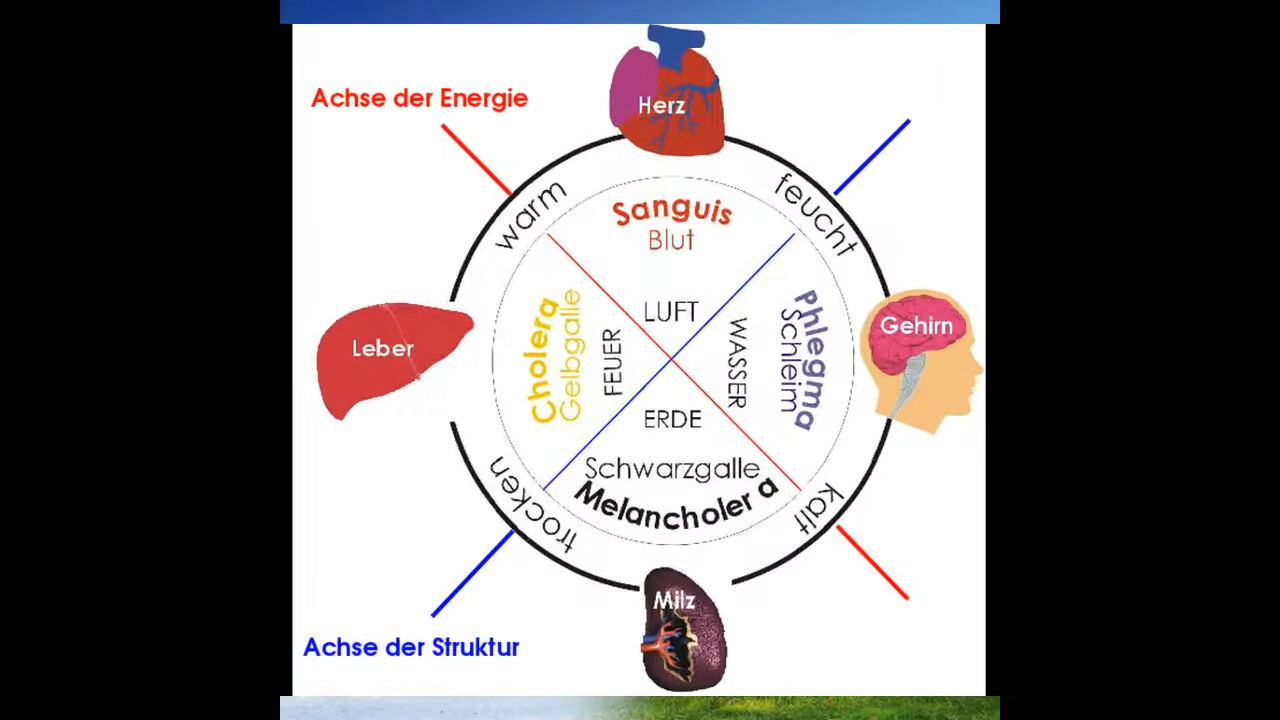 Herz
Achse der Energie
warm
feucht
Sanguis
Blut
LUFT
Leber
Cholera
Gelbgalle
FEUER
WASSER
Schleim
Phlegma
Gehirn
ERDE
Schwarzgalle
Melancholera
trocken
kalt
Milz
Achse der Struktur